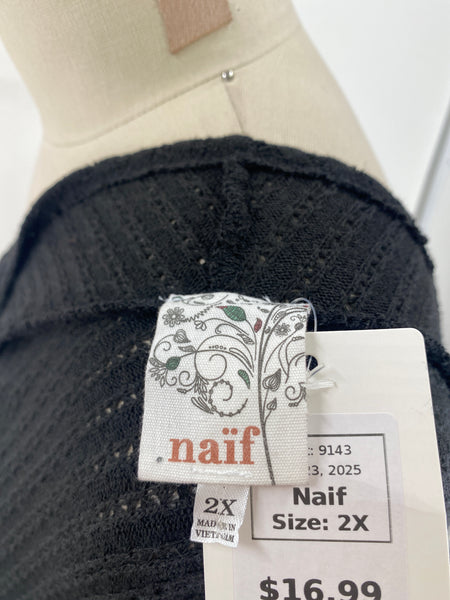 naïf
2X
MADE IN
VIETNAM
: 9143
23, 2025
Naif
Size: 2X
$16.99